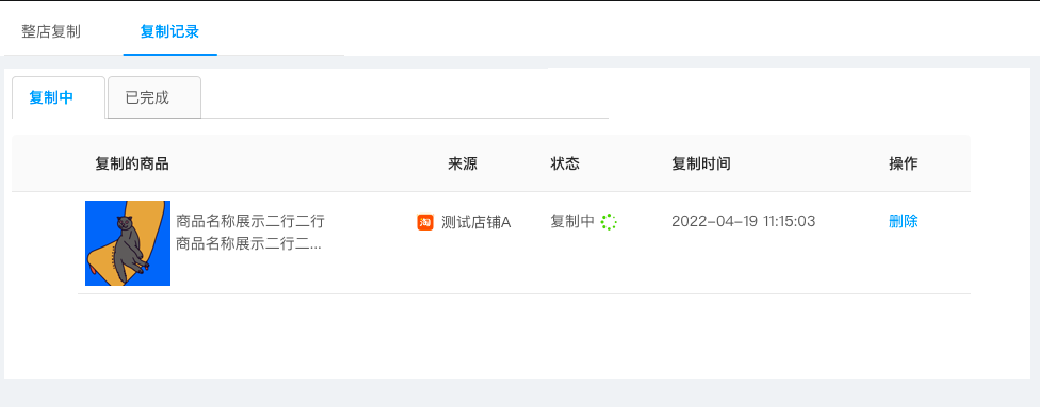 整店复制 复制记录
复制中 已完成
复制的商品 来源 状态 复制时间 操作
商品名称展示二行二行 淘 测试店铺A 复制中 2022-04-19 11:15:03 删除
商品名称展示二行二...